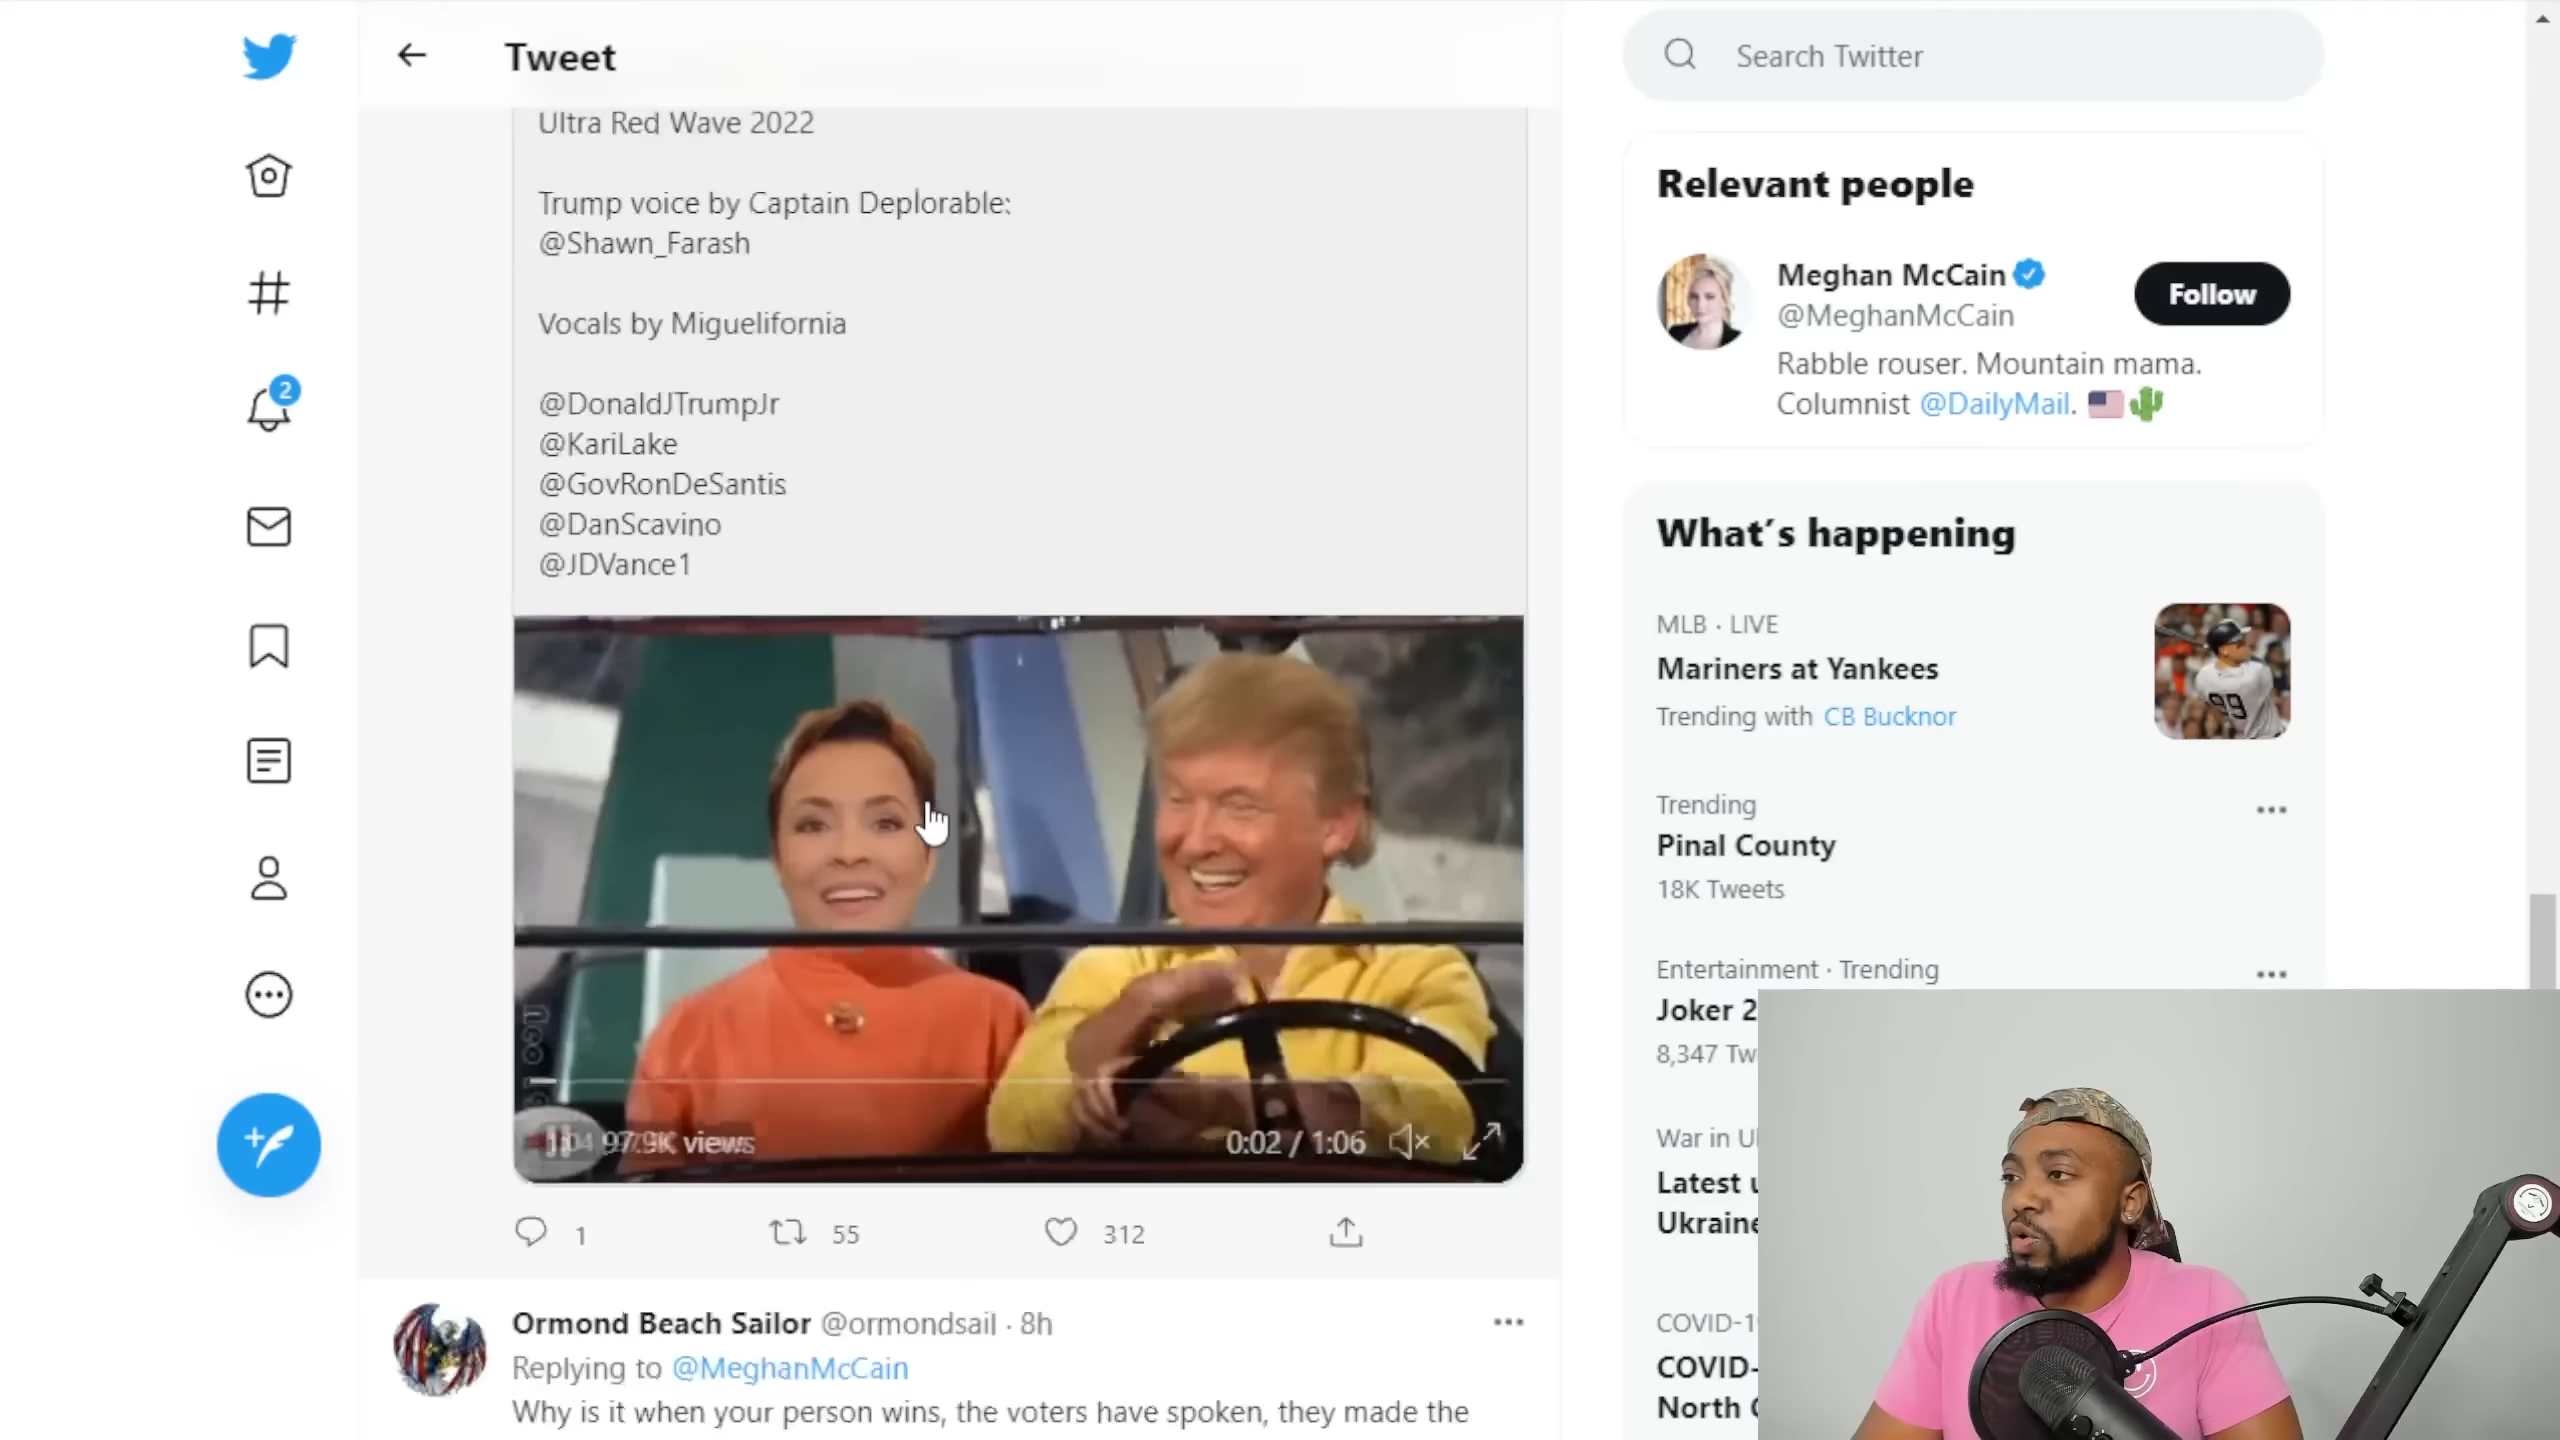 Tweet
Search Twitter
Ultra Red Wave 2022
Trump voice by Captain Deplorable:
@Shawn_Farash
Vocals by Miguelifornia
@DonaldJTrumpJr
@KariLake
@GovRonDeSantis
@DanScavino
@JDVance1
97.9K views
0:02 / 1:06
1
55
312
Ormond Beach Sailor @ormondsail · 8h
Replying to @MeghanMcCain
Why is it when your person wins, the voters have spoken, they made the
2
Relevant people
Meghan McCain
@MeghanMcCain
Follow
Rabble rouser. Mountain mama.
Columnist @DailyMail.
What's happening
MLB · LIVE
Mariners at Yankees
Trending with CB Bucknor
99
Trending
Pinal County
18K Tweets
Entertainment · Trending
Joker 2
8,347 Tw
War in U
Latest u
Ukraine
COVID-1
COVID-
North